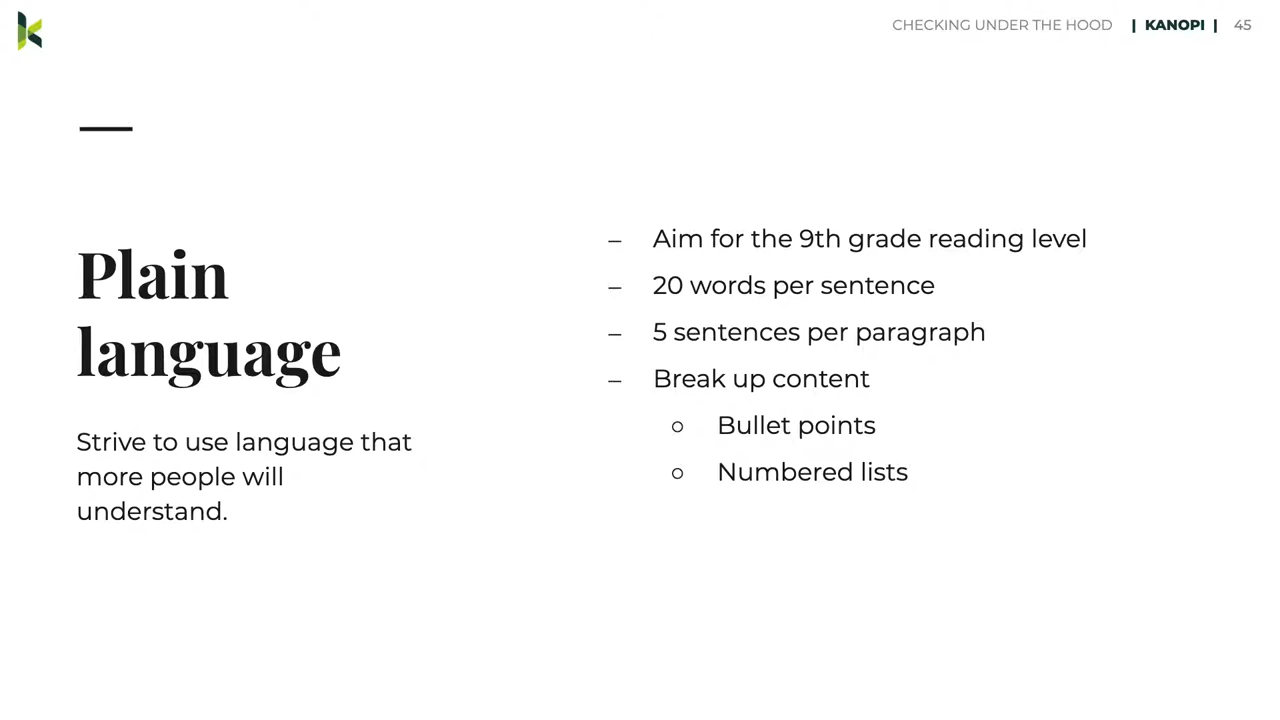 CHECKING UNDER THE HOOD | KANOPI | 45
Plain
language
Strive to use language that
more people will
understand.
– Aim for the 9th grade reading level
– 20 words per sentence
– 5 sentences per paragraph
– Break up content
○ Bullet points
○ Numbered lists